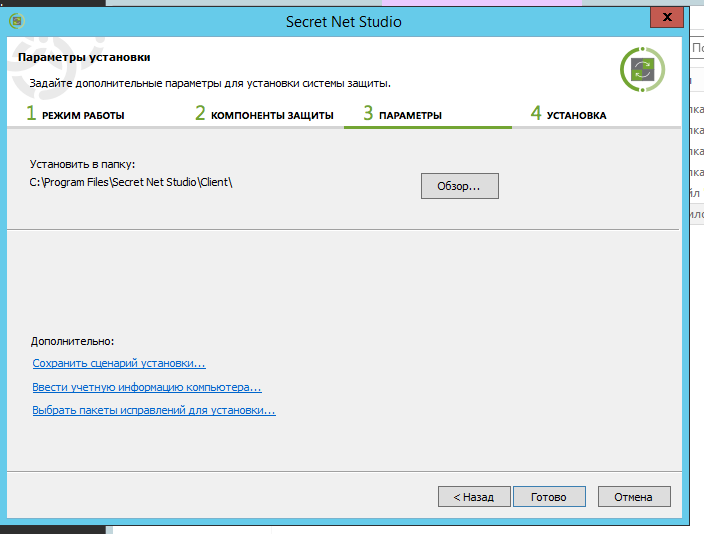 Secret Net Studio
Параметры установки
Задайте дополнительные параметры для установки системы защиты.
1 РЕЖИМ РАБОТЫ 2 КОМПОНЕНТЫ ЗАЩИТЫ 3 ПАРАМЕТРЫ 4 УСТАНОВКА
Установить в папку:
C:\Program Files\Secret Net Studio\Client\
Обзор...
Дополнительно:
Сохранить сценарий установки...
Ввести учетную информацию компьютера...
Выбрать пакеты исправлений для установки...
< Назад Готово Отмена